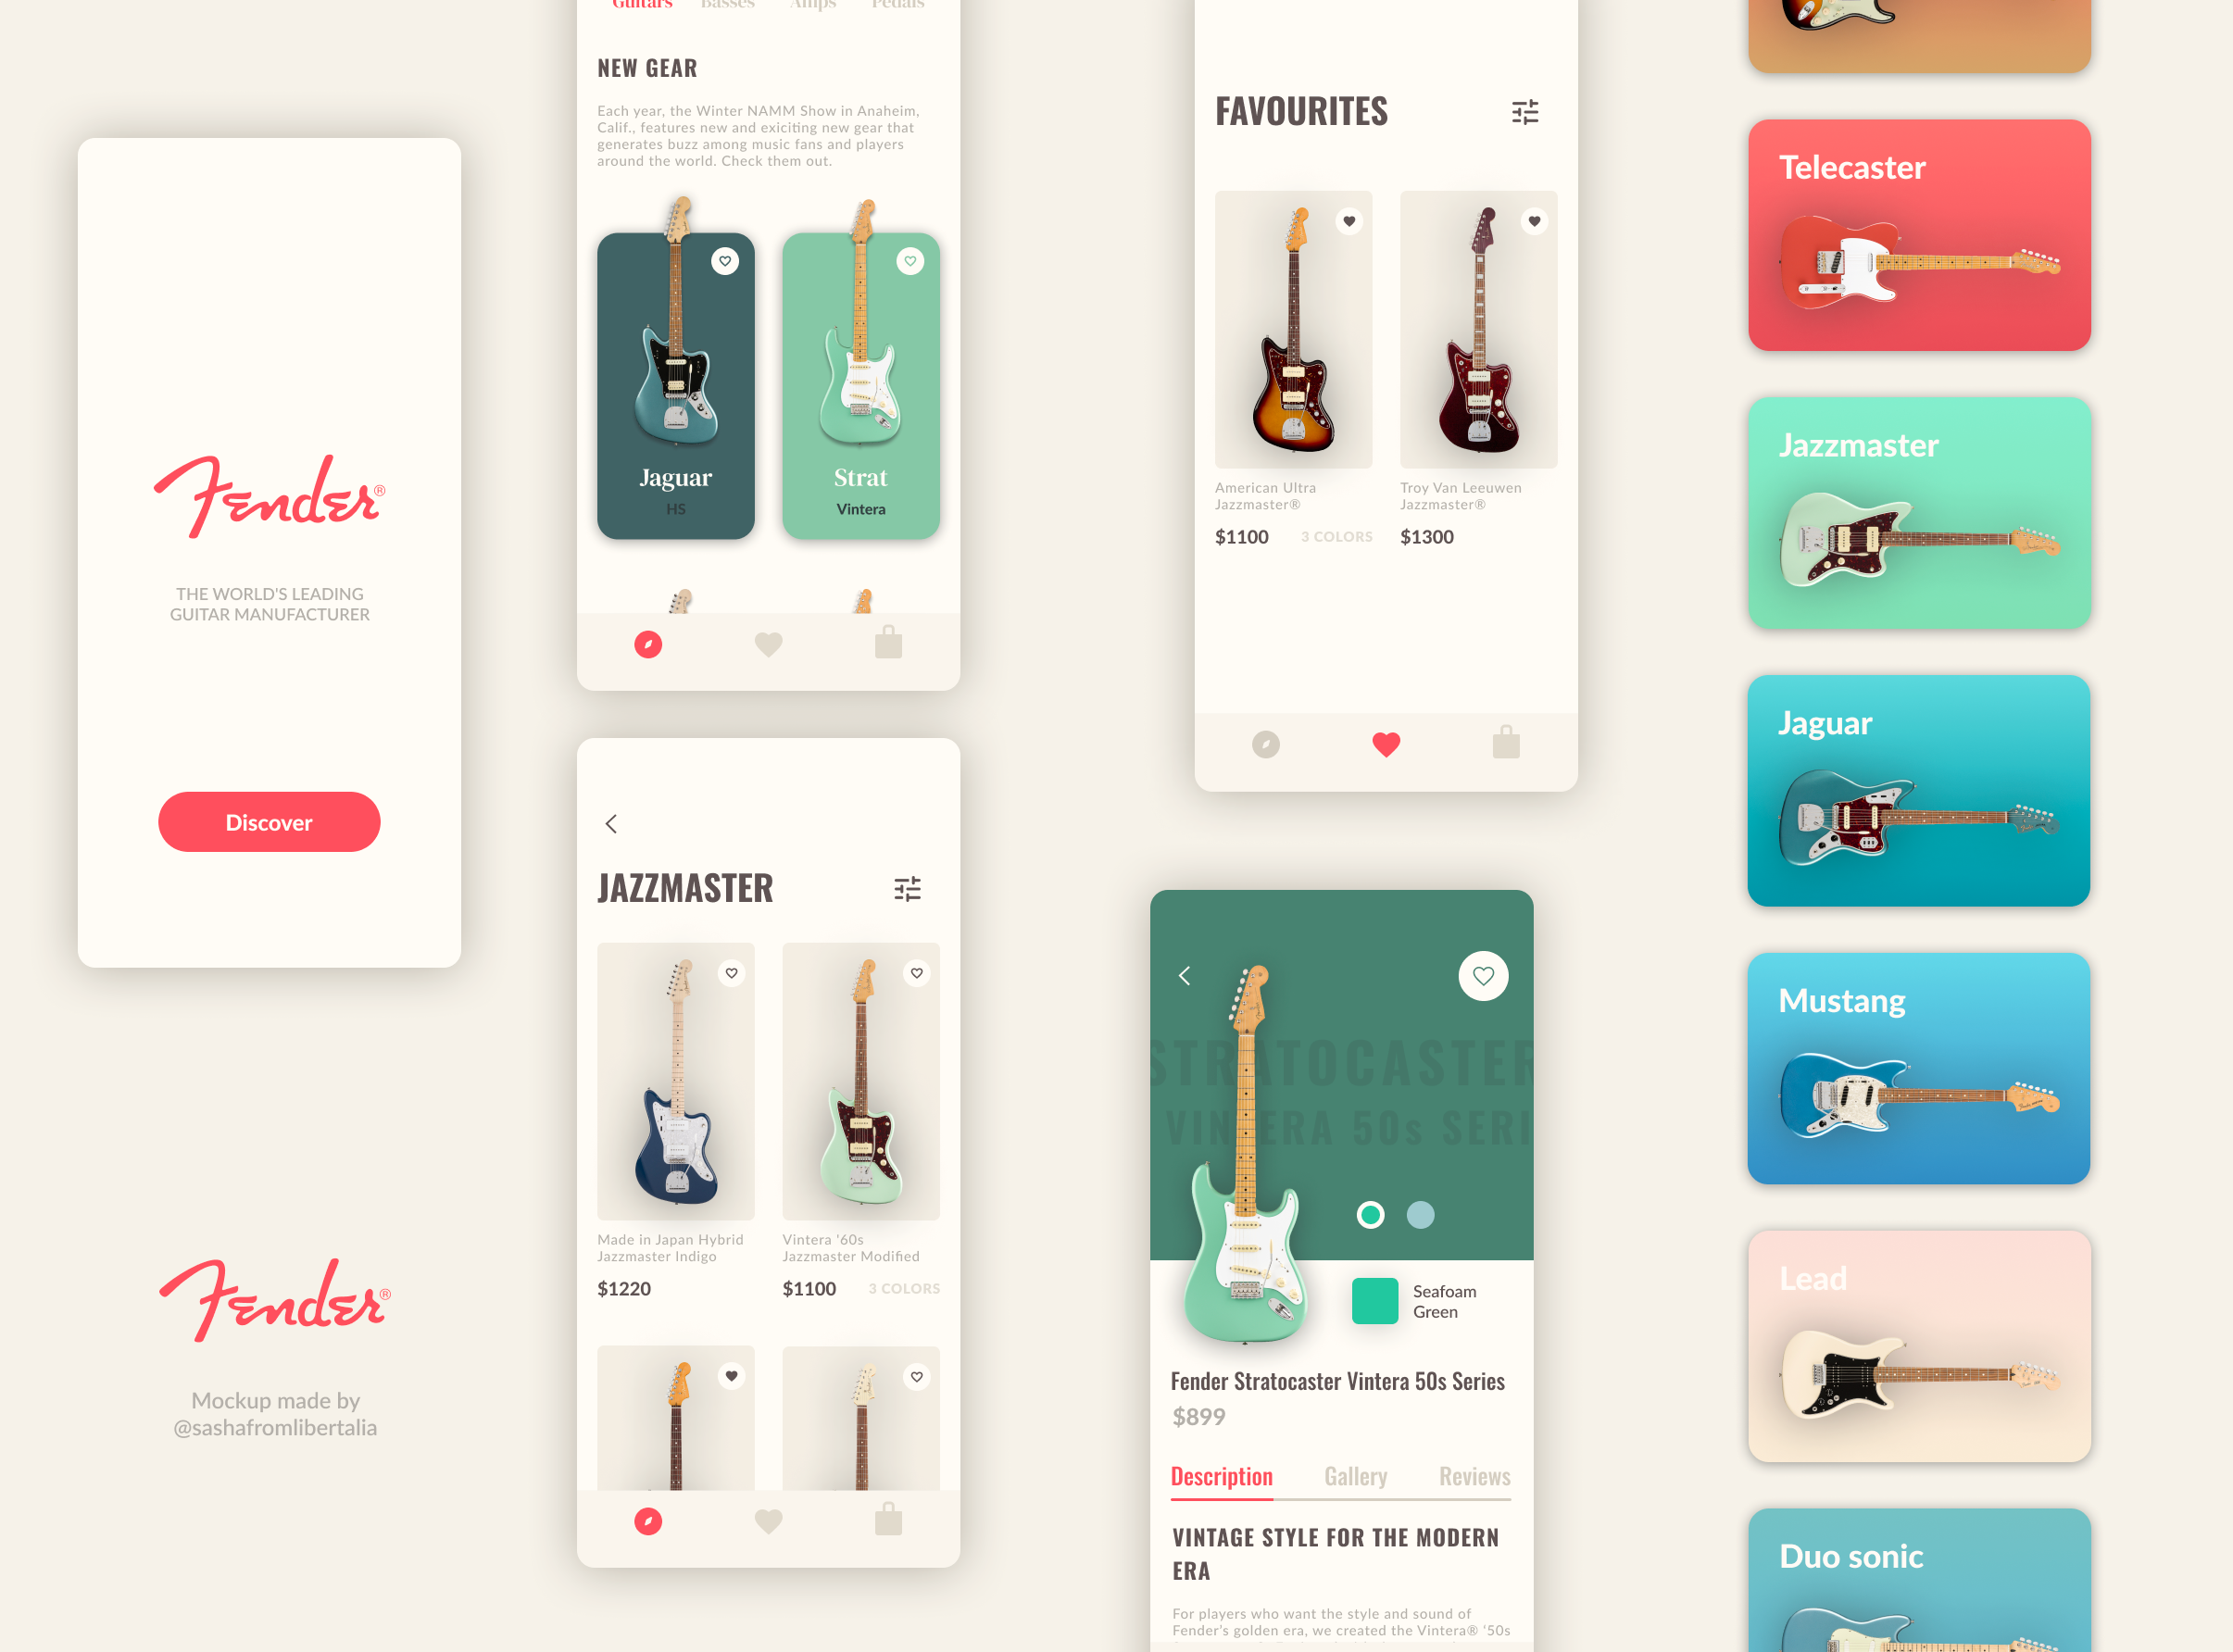 Fender®
THE WORLD'S LEADING
GUITAR MANUFACTURER
Discover
Fender®
Mockup made by
@sashafromlibertalia
Guitars Basses Amps Pedals
NEW GEAR
Each year, the Winter NAMM Show in Anaheim,
Calif., features new and exiciting new gear that
generates buzz among music fans and players
around the world. Check them out.
Jaguar
HS
Strat
Vintera
JAZZMASTER
Made in Japan Hybrid
Jazzmaster Indigo
$1220
Vintera '60s
Jazzmaster Modified
$1100 3 COLORS
FAVOURITES
American Ultra
Jazzmaster®
$1100 3 COLORS
Troy Van Leeuwen
Jazzmaster®
$1300
STRATOCASTER
VINTERA 50s SERI
Seafoam
Green
Fender Stratocaster Vintera 50s Series
$899
Description Gallery Reviews
VINTAGE STYLE FOR THE MODERN
ERA
For players who want the style and sound of
Fender's golden era, we created the Vintera® '50s
Telecaster
Jazzmaster
Jaguar
Mustang
Lead
Duo sonic